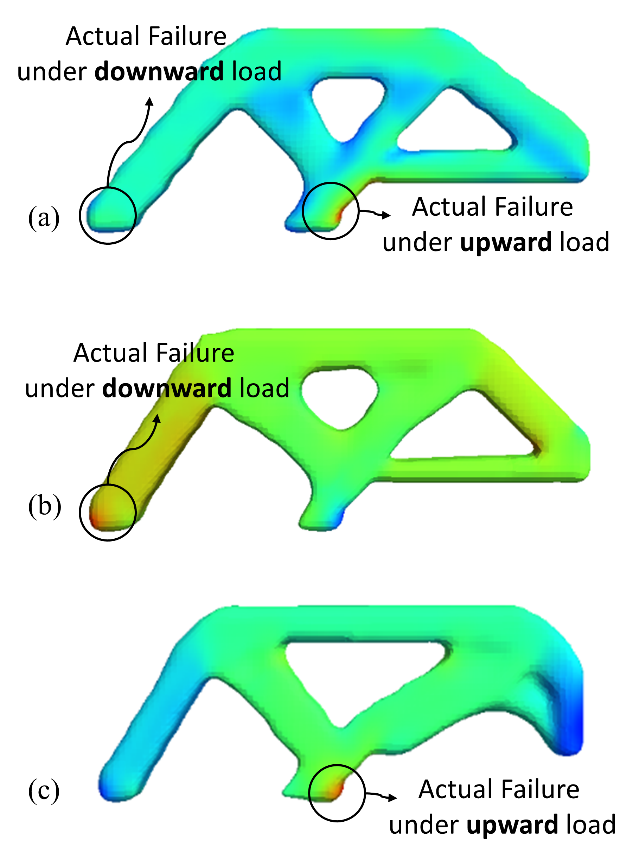 Actual Failure
under downward load
(a)
Actual Failure
under upward load
Actual Failure
under downward load
(b)
(c)
Actual Failure
under upward load